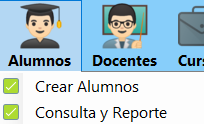 Alumnos Docentes
Crear Alumnos
Consulta y Reporte